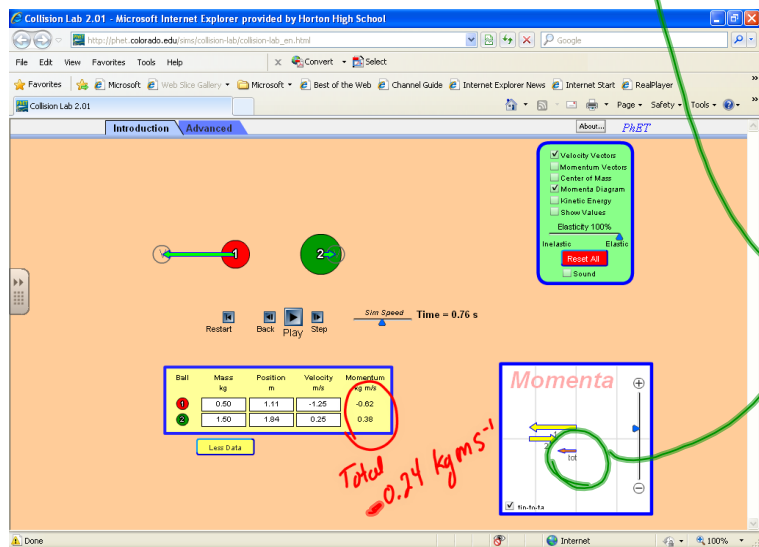 Collision Lab 2.01 - Microsoft Internet Explorer provided by Horton High School
http://phet.colorado.edu/sims/collision-lab/collision-lab_en.html
Google
File Edit View Favorites Tools Help
x Convert Select
Favorites Microsoft Web Slice Gallery Microsoft Best of the Web Channel Guide Internet Explorer News Internet Start RealPlayer »
Collision Lab 2.01
Page Safety Tools »
Introduction Advanced
About... PhET
Velocity Vectors
Momentum Vectors
Center of Mass
Momenta Diagram
Kinetic Energy
Show Values
Elasticity 100%
Inelastic Elastic
Reset All
Sound
V 1 2
Restart Back Play Step
Sim Speed Time = 0.76 s
Ball Mass Position Velocity Momentum
kg m m/s kg m/s
1 0.50 1.11 -1.25 -0.62
2 1.50 1.84 0.25 0.38
Less Data
Total
-0.24 kg m s⁻¹
Momenta
2
tot
tip-to-ta
Done Internet 100%